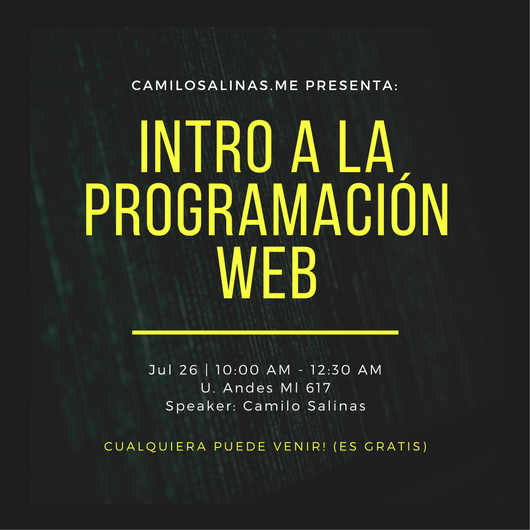 CAMILOSALINAS.ME PRESENTA:
INTRO A LA
PROGRAMACIÓN
WEB
Jul 26 | 10:00 AM - 12:30 AM
U. Andes Ml 617
Speaker: Camilo Salinas
CUALQUIERA PUEDE VENIR! (ES GRATIS)